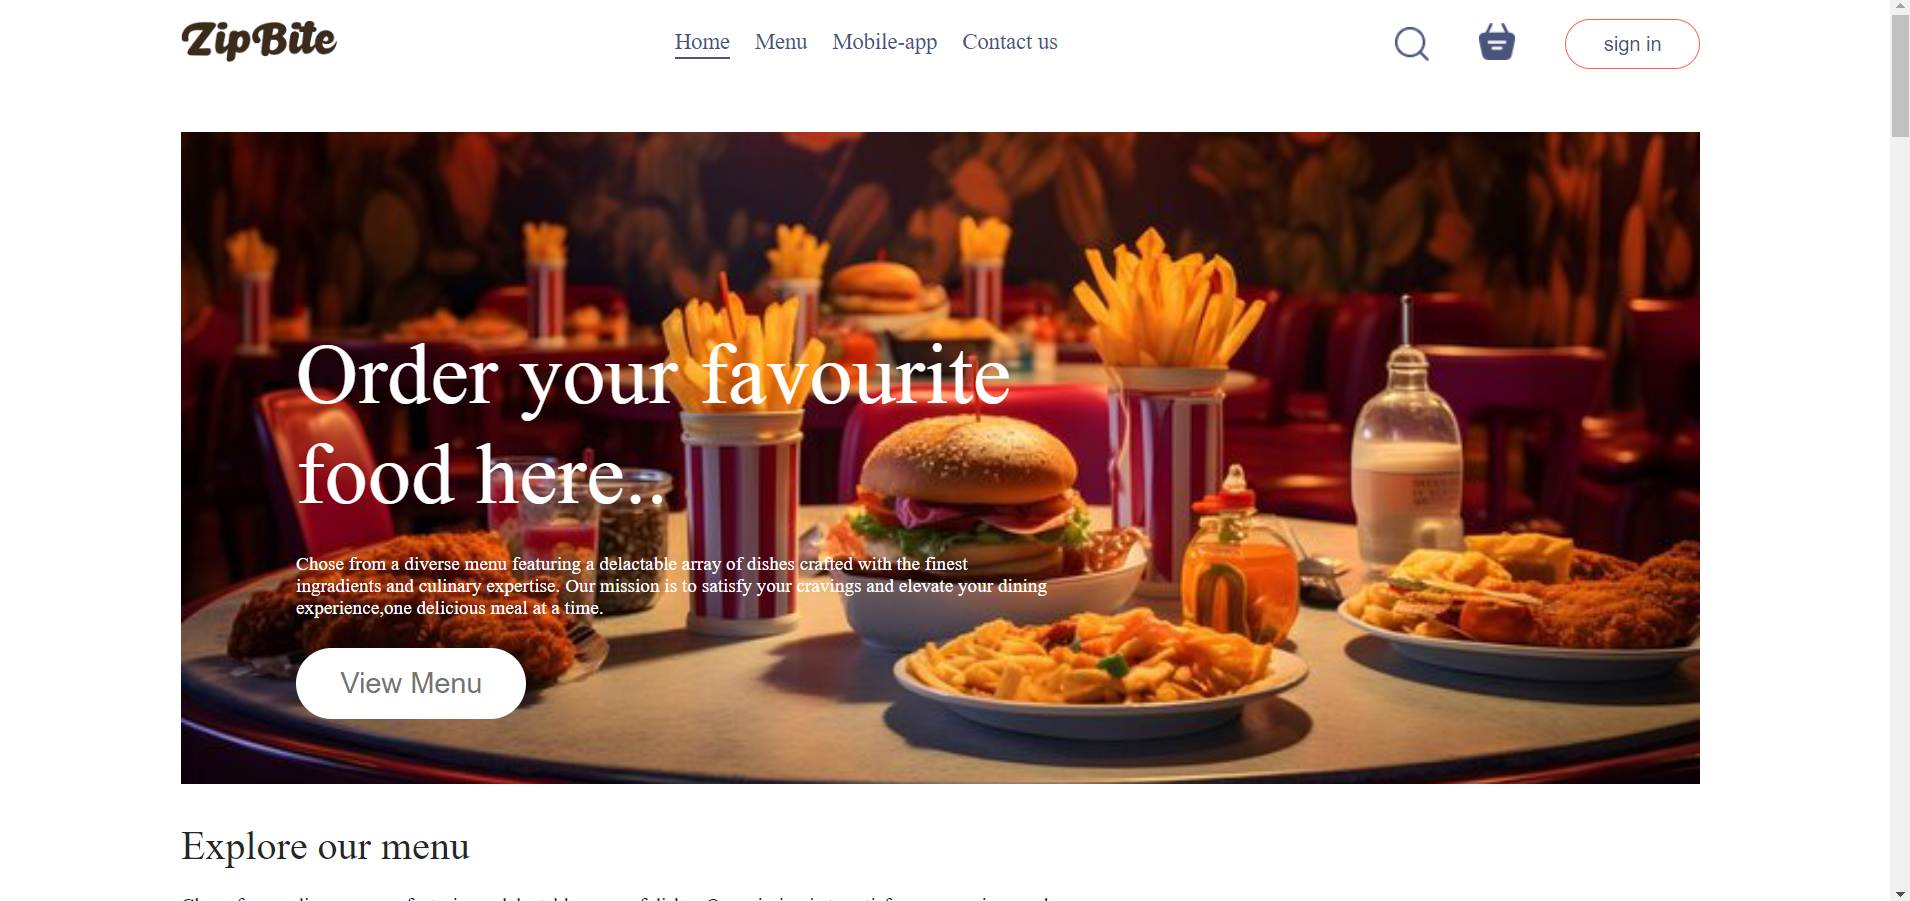 ZipBite
Home Menu Mobile-app Contact us
sign in
Order your favourite
food here..
Chose from a diverse menu featuring a delactable array of dishes crafted with the finest
ingredients and culinary expertise. Our mission is to satisfy your cravings and elevate your dining
experience,one delicious meal at a time.
View Menu
Explore our menu